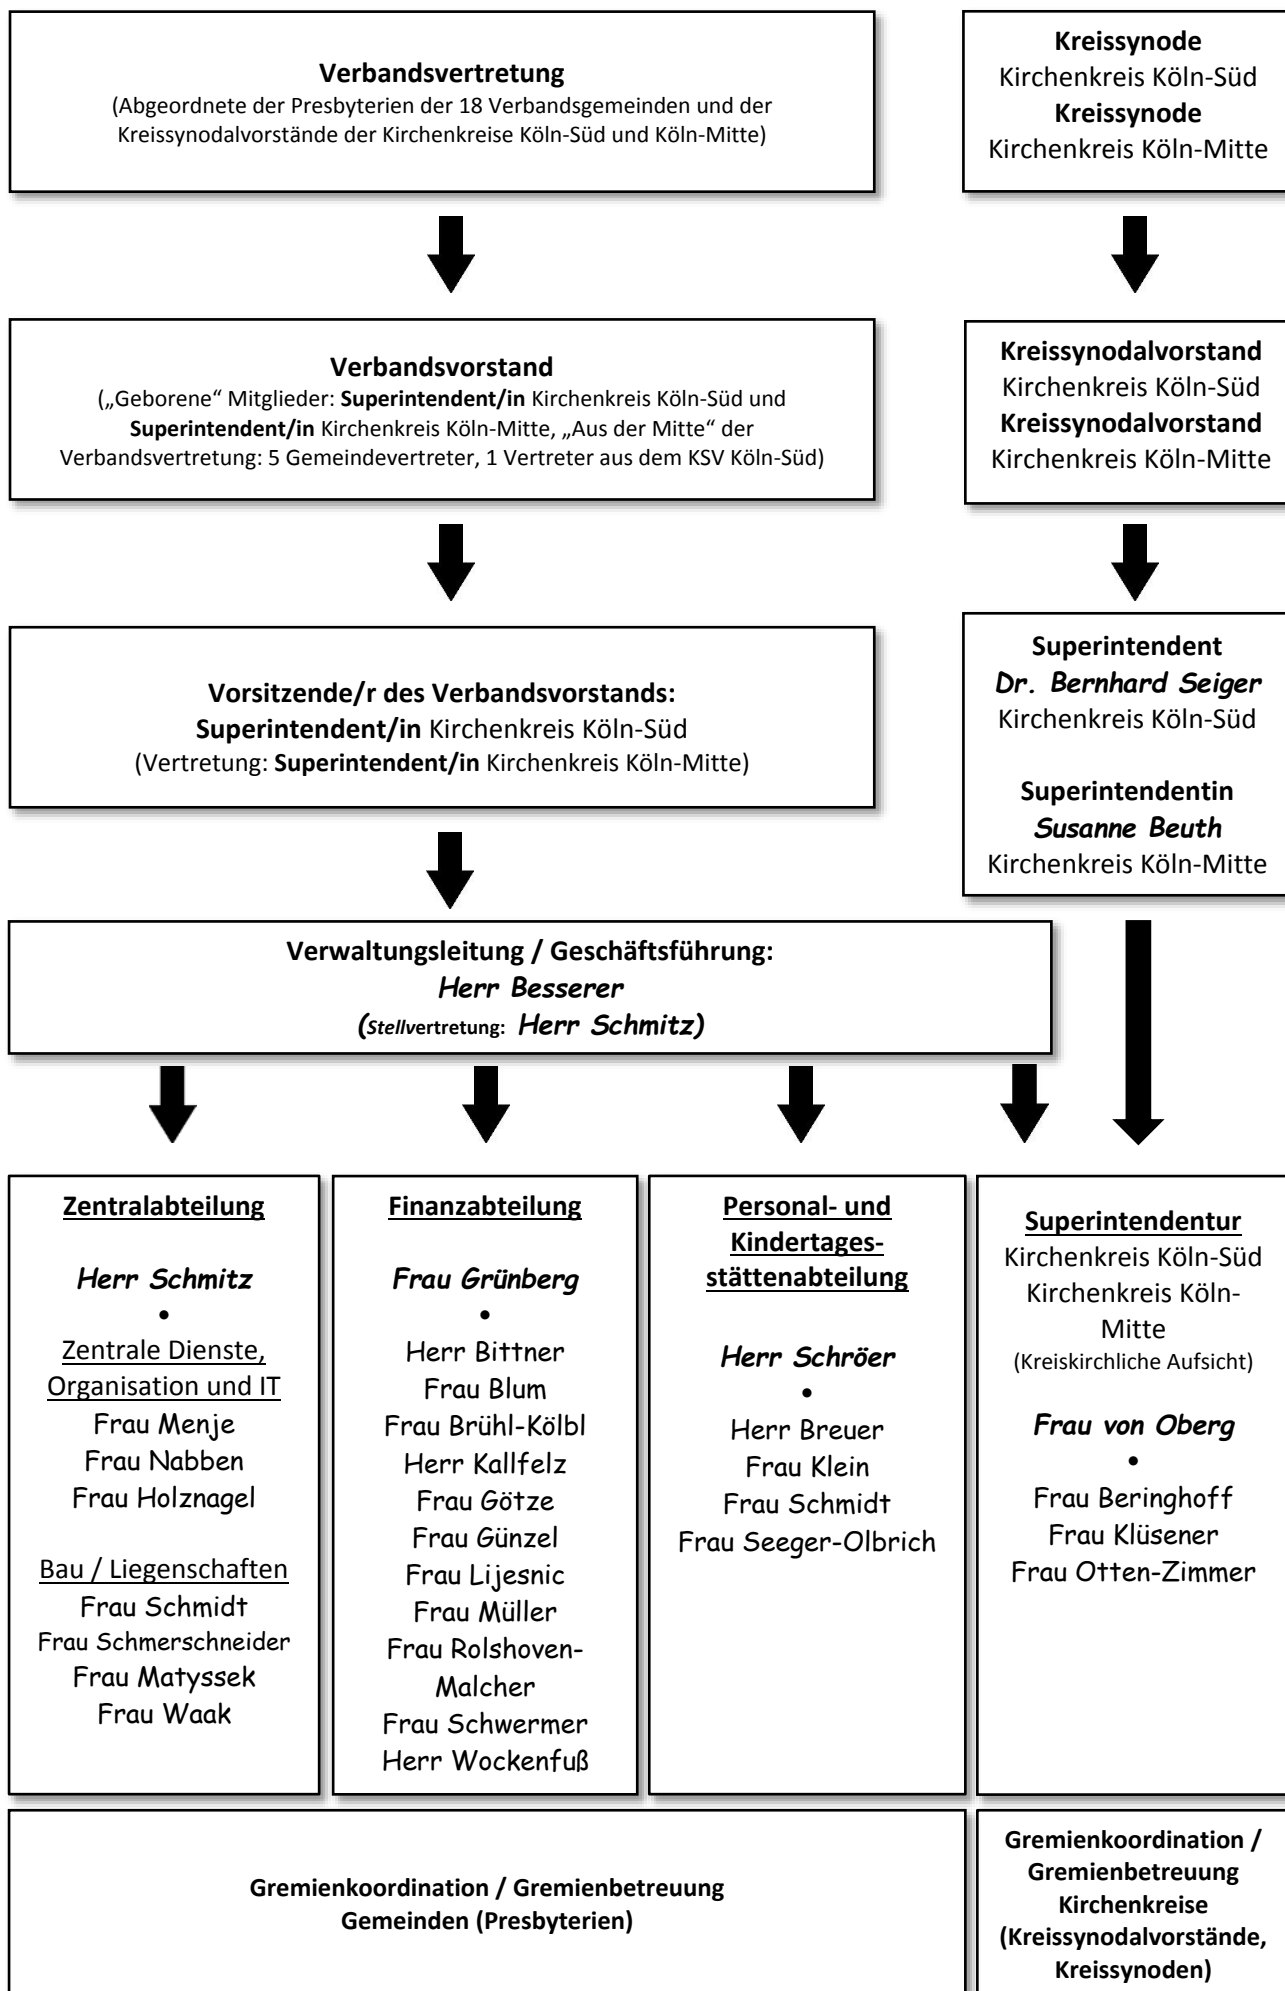 Verbandsvertretung
(Abgeordnete der Presbyterien der 18 Verbandsgemeinden und der
Kreissynodalvorstände der Kirchenkreise Köln-Süd und Köln-Mitte)
Kreissynode
Kirchenkreis Köln-Süd
Kreissynode
Kirchenkreis Köln-Mitte
Verbandsvorstand
(„Geborene“ Mitglieder: Superintendent/in Kirchenkreis Köln-Süd und
Superintendent/in Kirchenkreis Köln-Mitte, „Aus der Mitte“ der
Verbandsvertretung: 5 Gemeindevertreter, 1 Vertreter aus dem KSV Köln-Süd)
Kreissynodalvorstand
Kirchenkreis Köln-Süd
Kreissynodalvorstand
Kirchenkreis Köln-Mitte
Vorsitzende/r des Verbandsvorstands:
Superintendent/in Kirchenkreis Köln-Süd
(Vertretung: Superintendent/in Kirchenkreis Köln-Mitte)
Superintendent
Dr. Bernhard Seiger
Kirchenkreis Köln-Süd
Superintendentin
Susanne Beuth
Kirchenkreis Köln-Mitte
Verwaltungsleitung / Geschäftsführung:
Herr Besserer
(Stellvertretung: Herr Schmitz)
Zentralabteilung
Herr Schmitz
•
Zentrale Dienste,
Organisation und IT
Frau Menje
Frau Nabben
Frau Holznagel
Bau / Liegenschaften
Frau Schmidt
Frau Schmerschneider
Frau Matyssek
Frau Waak
Finanzabteilung
Frau Grünberg
•
Herr Bittner
Frau Blum
Frau Brühl-Kölbl
Herr Kallfelz
Frau Götze
Frau Günzel
Frau Lijesnic
Frau Müller
Frau Rolshoven-
Malcher
Frau Schwermer
Herr Wockenfuß
Personal- und
Kindertages-
stättenabteilung
Herr Schröer
•
Herr Breuer
Frau Klein
Frau Schmidt
Frau Seeger-Olbrich
Superintendentur
Kirchenkreis Köln-Süd
Kirchenkreis Köln-
Mitte
(Kreiskirchliche Aufsicht)
Frau von Oberg
•
Frau Beringhoff
Frau Klüsener
Frau Otten-Zimmer
Gremienkoordination / Gremienbetreuung
Gemeinden (Presbyterien)
Gremienkoordination /
Gremienbetreuung
Kirchenkreise
(Kreissynodalvorstände,
Kreissynoden)